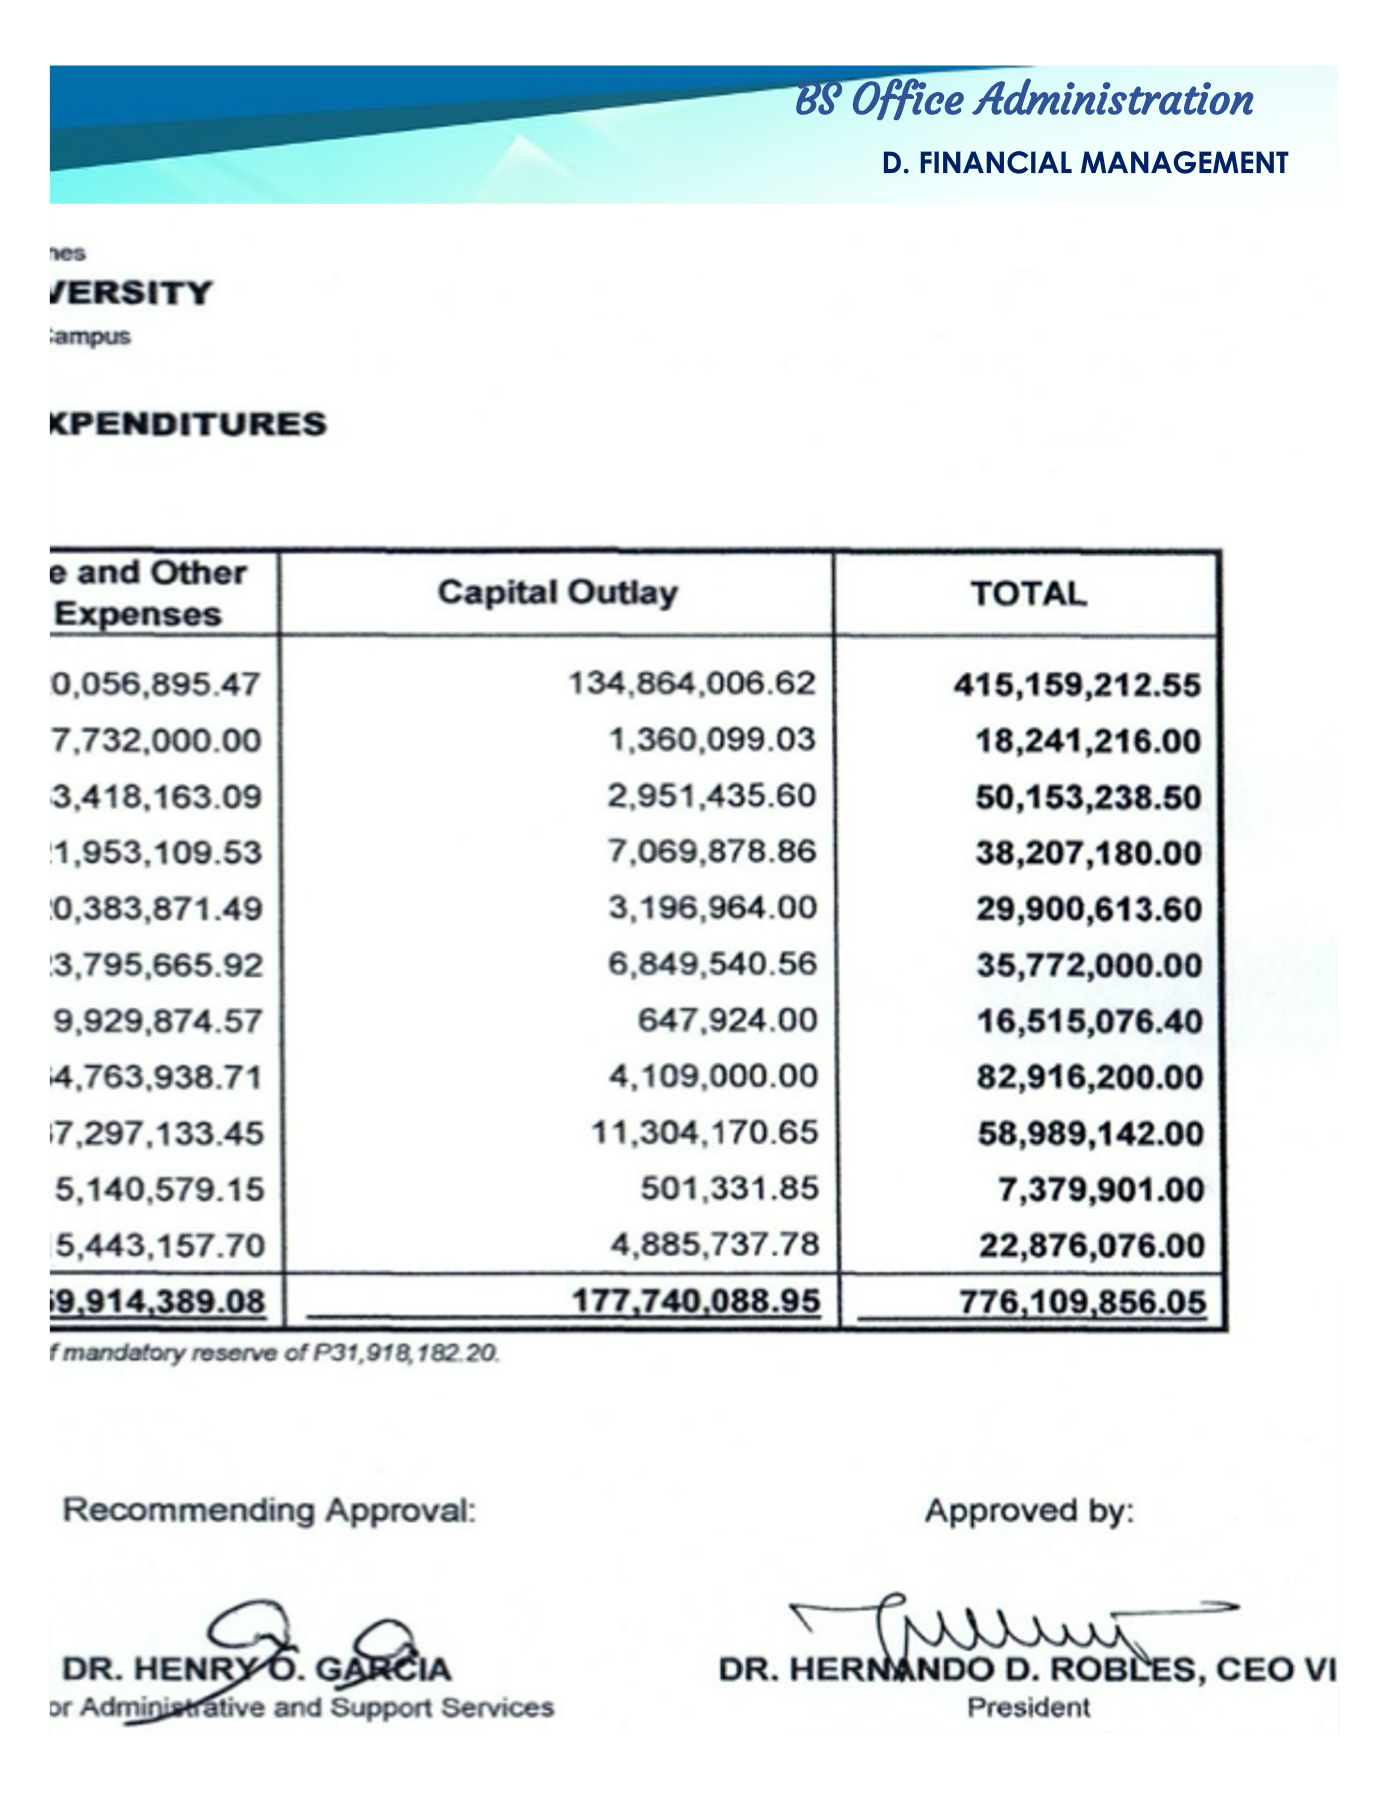 BS Office Administration
D. FINANCIAL MANAGEMENT
nes
VERSITY
Campus
XPENDITURES
e and Other
Expenses
Capital Outlay
TOTAL
0,056,895.47 134,864,006.62 415,159,212.55
7,732,000.00 1,360,099.03 18,241,216.00
3,418,163.09 2,951,435.60 50,153,238.50
1,953,109.53 7,069,878.86 38,207,180.00
0,383,871.49 3,196,964.00 29,900,613.60
3,795,665.92 6,849,540.56 35,772,000.00
9,929,874.57 647,924.00 16,515,076.40
4,763,938.71 4,109,000.00 82,916,200.00
7,297,133.45 11,304,170.65 58,989,142.00
5,140,579.15 501,331.85 7,379,901.00
5,443,157.70 4,885,737.78 22,876,076.00
9,914,389.08 177,740,088.95 776,109,856.05
f mandatory reserve of P31,918,182.20.
Recommending Approval:
Approved by:
DR. HENRY O. GARCIA
DR. HERNANDO D. ROBLES, CEO VI
or Administrative and Support Services
President